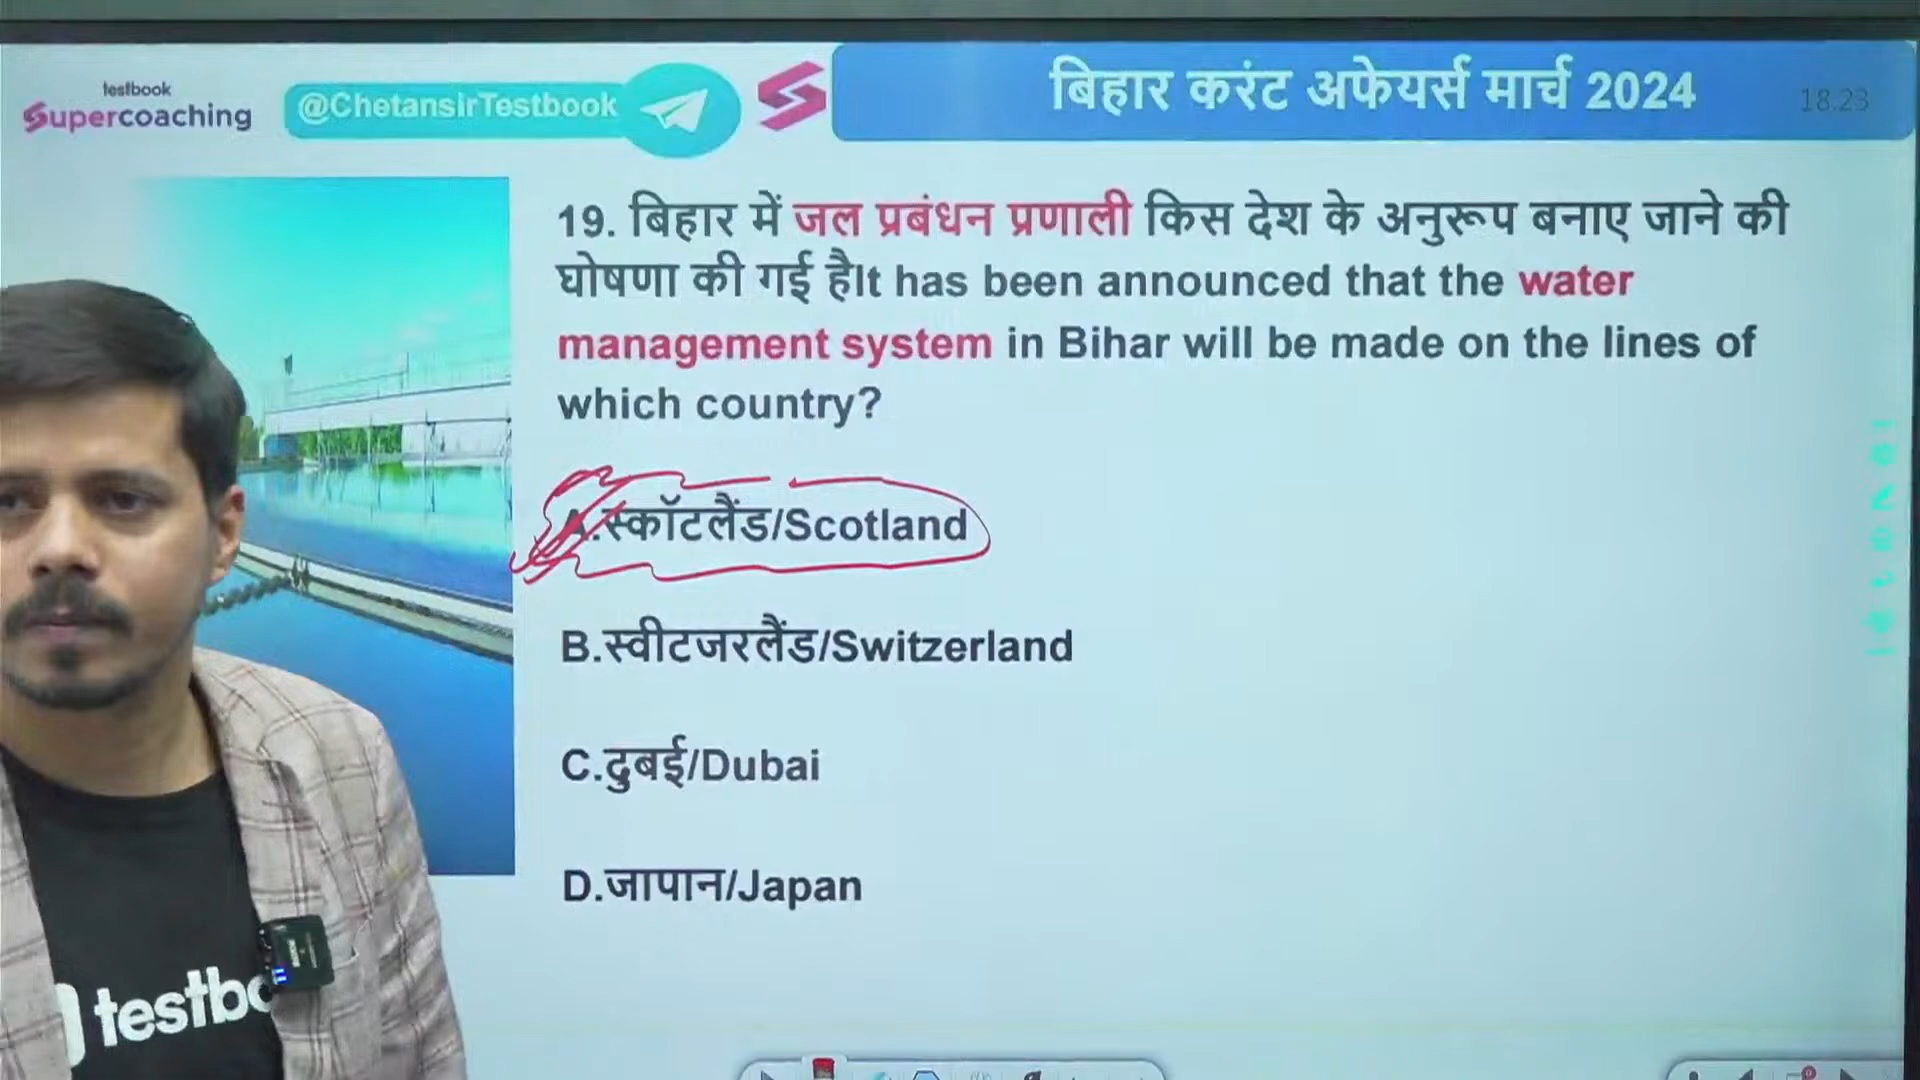 testbook
Supercoaching
@ChetansirTestbook
बिहार करंट अफेयर्स मार्च 2024
18.23
19. बिहार में जल प्रबंधन प्रणाली किस देश के अनुरूप बनाए जाने की
घोषणा की गई हैIt has been announced that the water
management system in Bihar will be made on the lines of
which country?
A.स्कॉटलैंड/Scotland
B.स्वीटजरलैंड/Switzerland
C.दुबई/Dubai
D.जापान/Japan